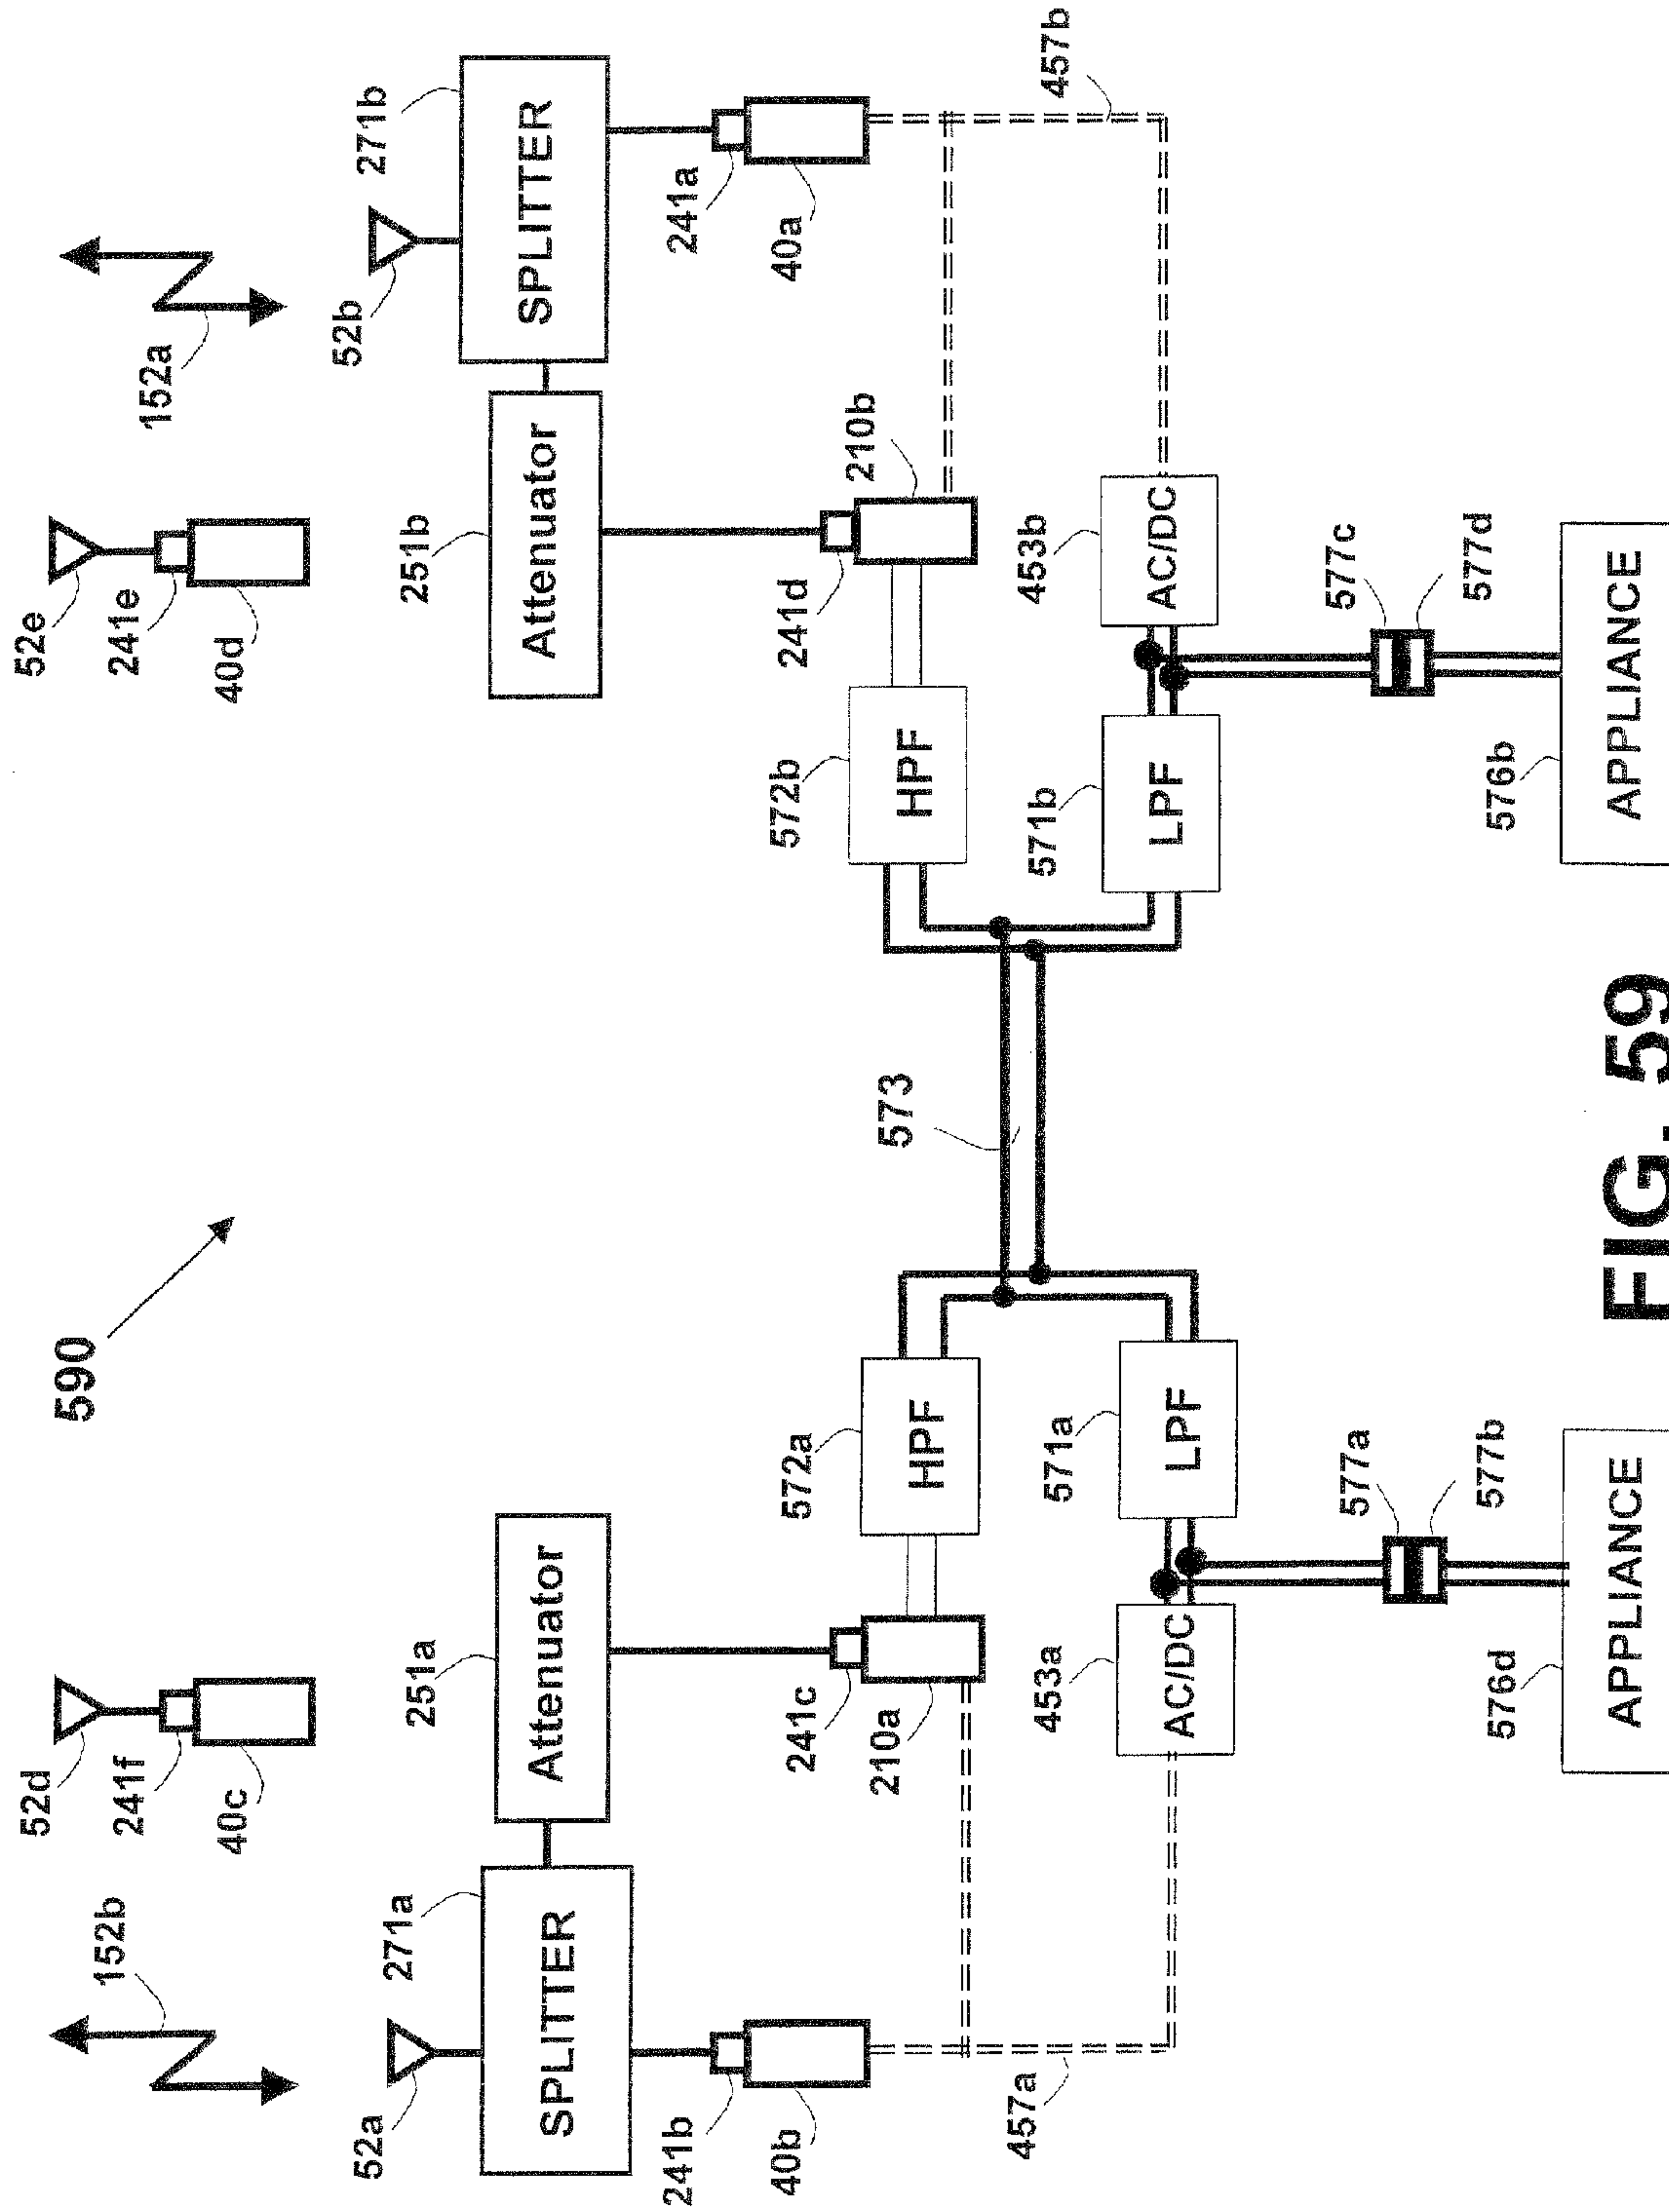 52d
52e
590
152b
241f
241e
152a
40c
40d
52a
271a
52b
271b
251a
251b
SPLITTER
Attenuator
Attenuator
SPLITTER
241b
241a
40b
241c
572a
572b
241d
40a
210a
573
210b
HPF
HPF
457a
453a
571a
571b
453b
457b
AC/DC
LPF
LPF
AC/DC
577a
577c
576d
577b
576b
577d
APPLIANCE
APPLIANCE
FIG. 59